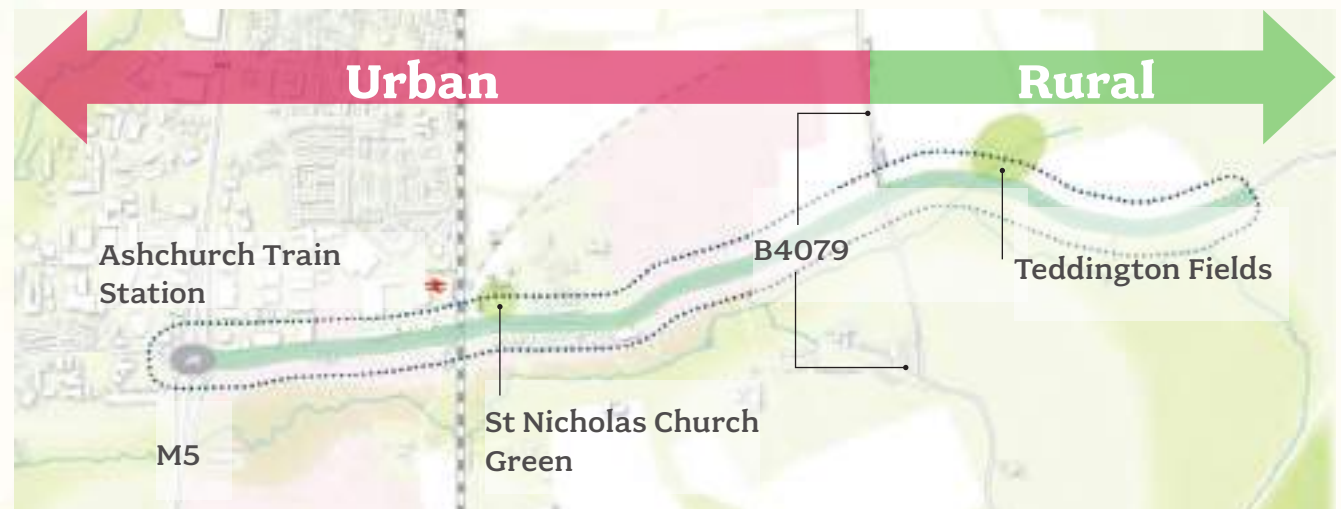 Urban
Rural
B4079
Ashchurch Train
Station
Teddington Fields
St Nicholas Church
Green
M5